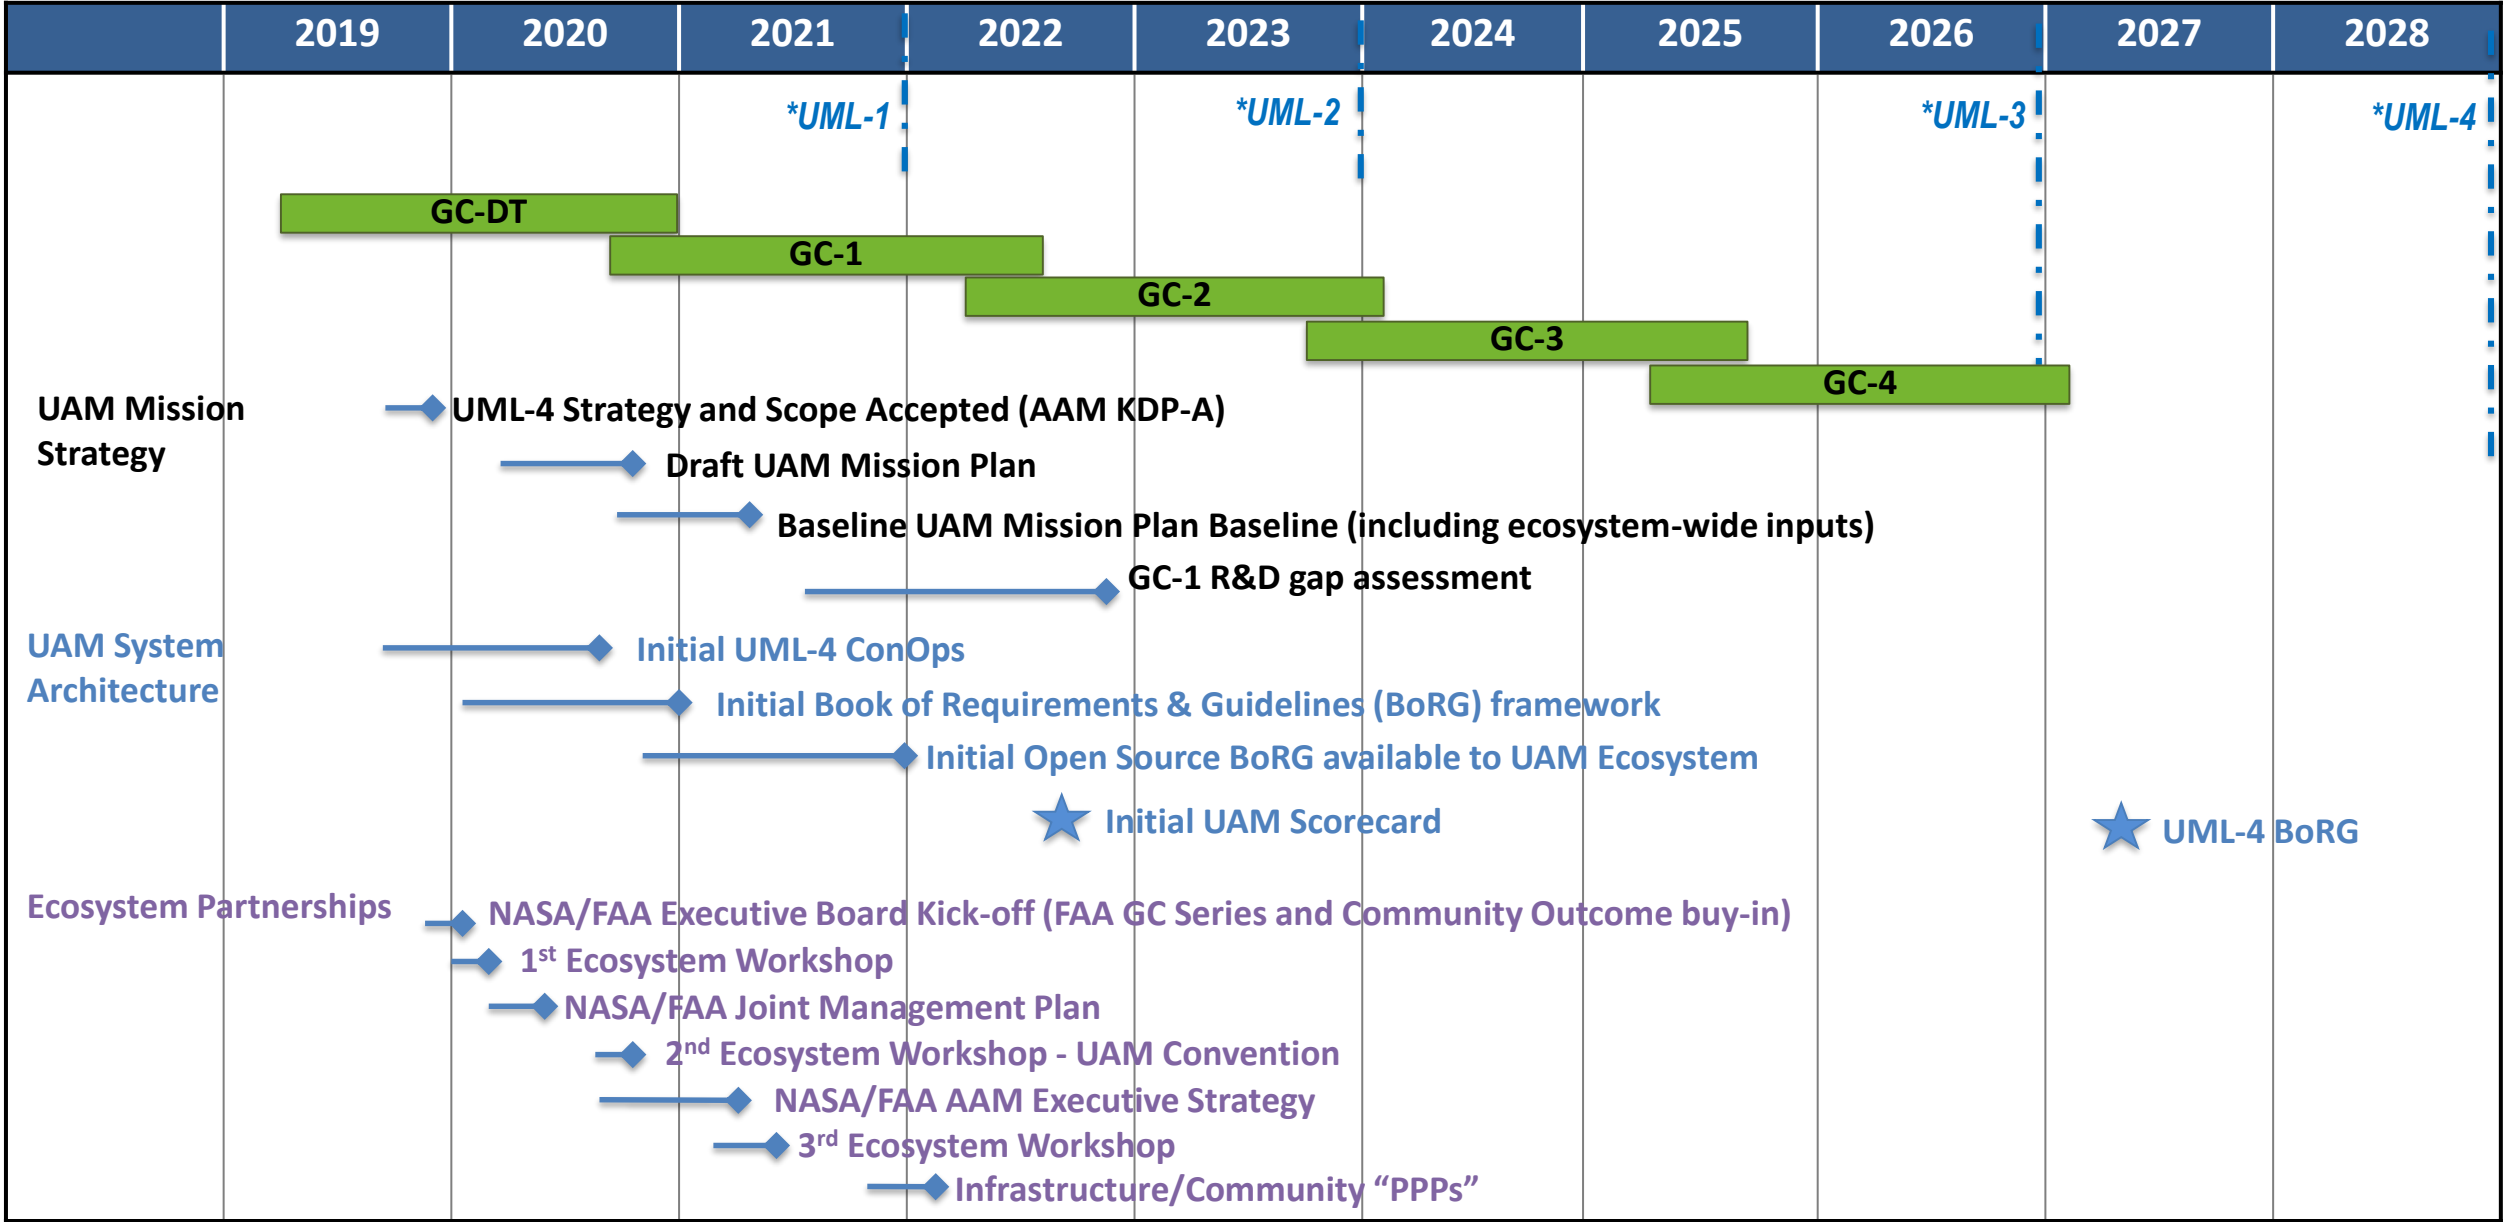 2019 2020 2021 2022 2023 2024 2025 2026 2027 2028
*UML-1 *UML-2 *UML-3 *UML-4
GC-DT
GC-1
GC-2
GC-3
GC-4
UAM Mission
Strategy
UML-4 Strategy and Scope Accepted (AAM KDP-A)
Draft UAM Mission Plan
Baseline UAM Mission Plan Baseline (including ecosystem-wide inputs)
GC-1 R&D gap assessment
UAM System
Architecture
Initial UML-4 ConOps
Initial Book of Requirements & Guidelines (BoRG) framework
Initial Open Source BoRG available to UAM Ecosystem
Initial UAM Scorecard
UML-4 BoRG
Ecosystem Partnerships
NASA/FAA Executive Board Kick-off (FAA GC Series and Community Outcome buy-in)
1st Ecosystem Workshop
NASA/FAA Joint Management Plan
2nd Ecosystem Workshop - UAM Convention
NASA/FAA AAM Executive Strategy
3rd Ecosystem Workshop
Infrastructure/Community “PPPs”